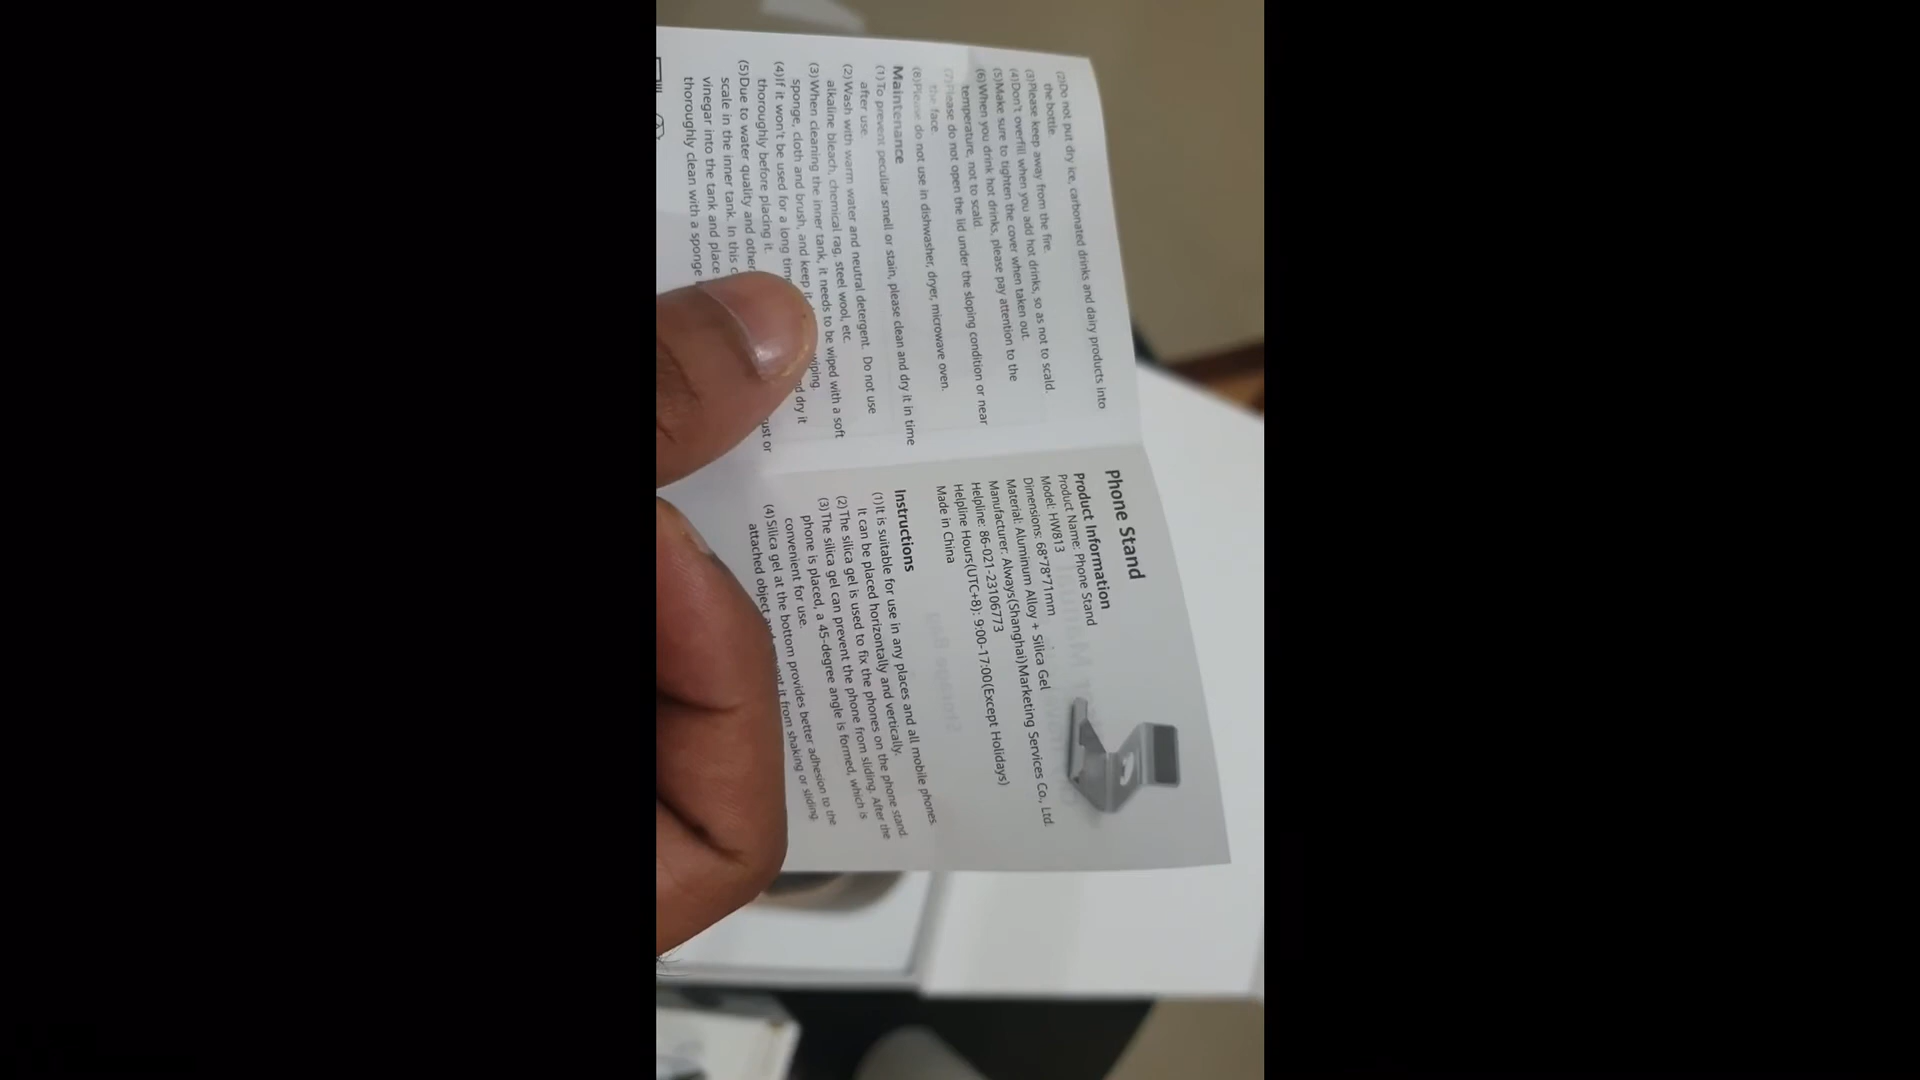 (2)Do not put dry ice, carbonated drinks and dairy products into
the bottle.
(3)Please keep away from the fire.
(4)Don't overfill when you add hot drinks, so as not to scald.
(5)Make sure to tighten the cover when taken out.
(6)When you drink hot drinks, please pay attention to the
temperature, not to scald.
(7)Please do not open the lid under the sloping condition or near
the face.
(8)Please do not use in dishwasher, dryer, microwave oven.
Maintenance
(1)To prevent peculiar smell or stain, please clean and dry it in time
after use.
(2)Wash with warm water and neutral detergent. Do not use
alkaline bleach, chemical rag, steel wool, etc.
(3)When cleaning the inner tank, it needs to be wiped with a soft
sponge, cloth and brush, and keep it wiping.
(4)If it won't be used for a long time dry it
thoroughly before placing it.
(5)Due to water quality and other or
scale in the inner tank. In this
vinegar into the tank and place
thoroughly clean with a sponge
Phone Stand
Product Information
Product Name: Phone Stand
Model: HW813
Dimensions: 68*78*71mm
Material: Aluminum Alloy + Silica Gel
Manufacturer: Always(Shanghai)Marketing Services Co., Ltd.
Helpline: 86-021-23106773
Helpline Hours(UTC+8): 9:00-17:00(Except Holidays)
Made in China
Instructions
(1)It is suitable for use in any places and all mobile phones.
It can be placed horizontally and vertically.
(2)The silica gel is used to fix the phones on the phone stand.
(3)The silica gel can prevent the phone from sliding. After the
phone is placed, a 45-degree angle is formed, which is
convenient for use.
(4)Silica gel at the bottom provides better adhesion to the
attached object and prevent it from shaking or sliding.